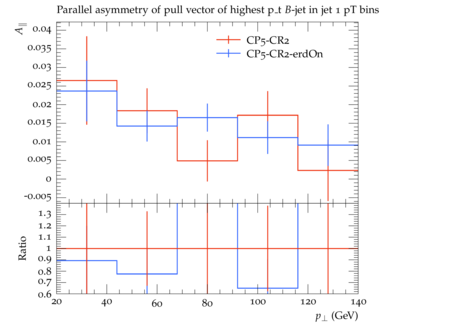 Parallel asymmetry of pull vector of highest p_t B-jet in jet 1 pT bins
A∥
0.04
CP5-CR2
0.035
CP5-CR2-erdOn
0.03
0.025
0.02
0.015
0.01
0.005
0
-0.005
Ratio
1.3
1.2
1.1
1
0.9
0.8
0.7
0.6
20 40 60 80 100 120 140
p⊥ (GeV)